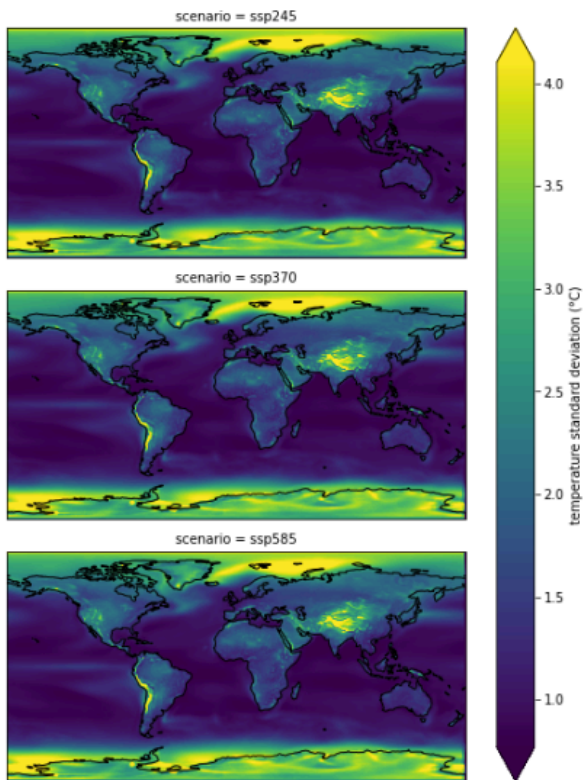 scenario = ssp245
scenario = ssp370
scenario = ssp585
4.0
3.5
3.0
2.5
2.0
1.5
1.0
temperature standard deviation (°C)